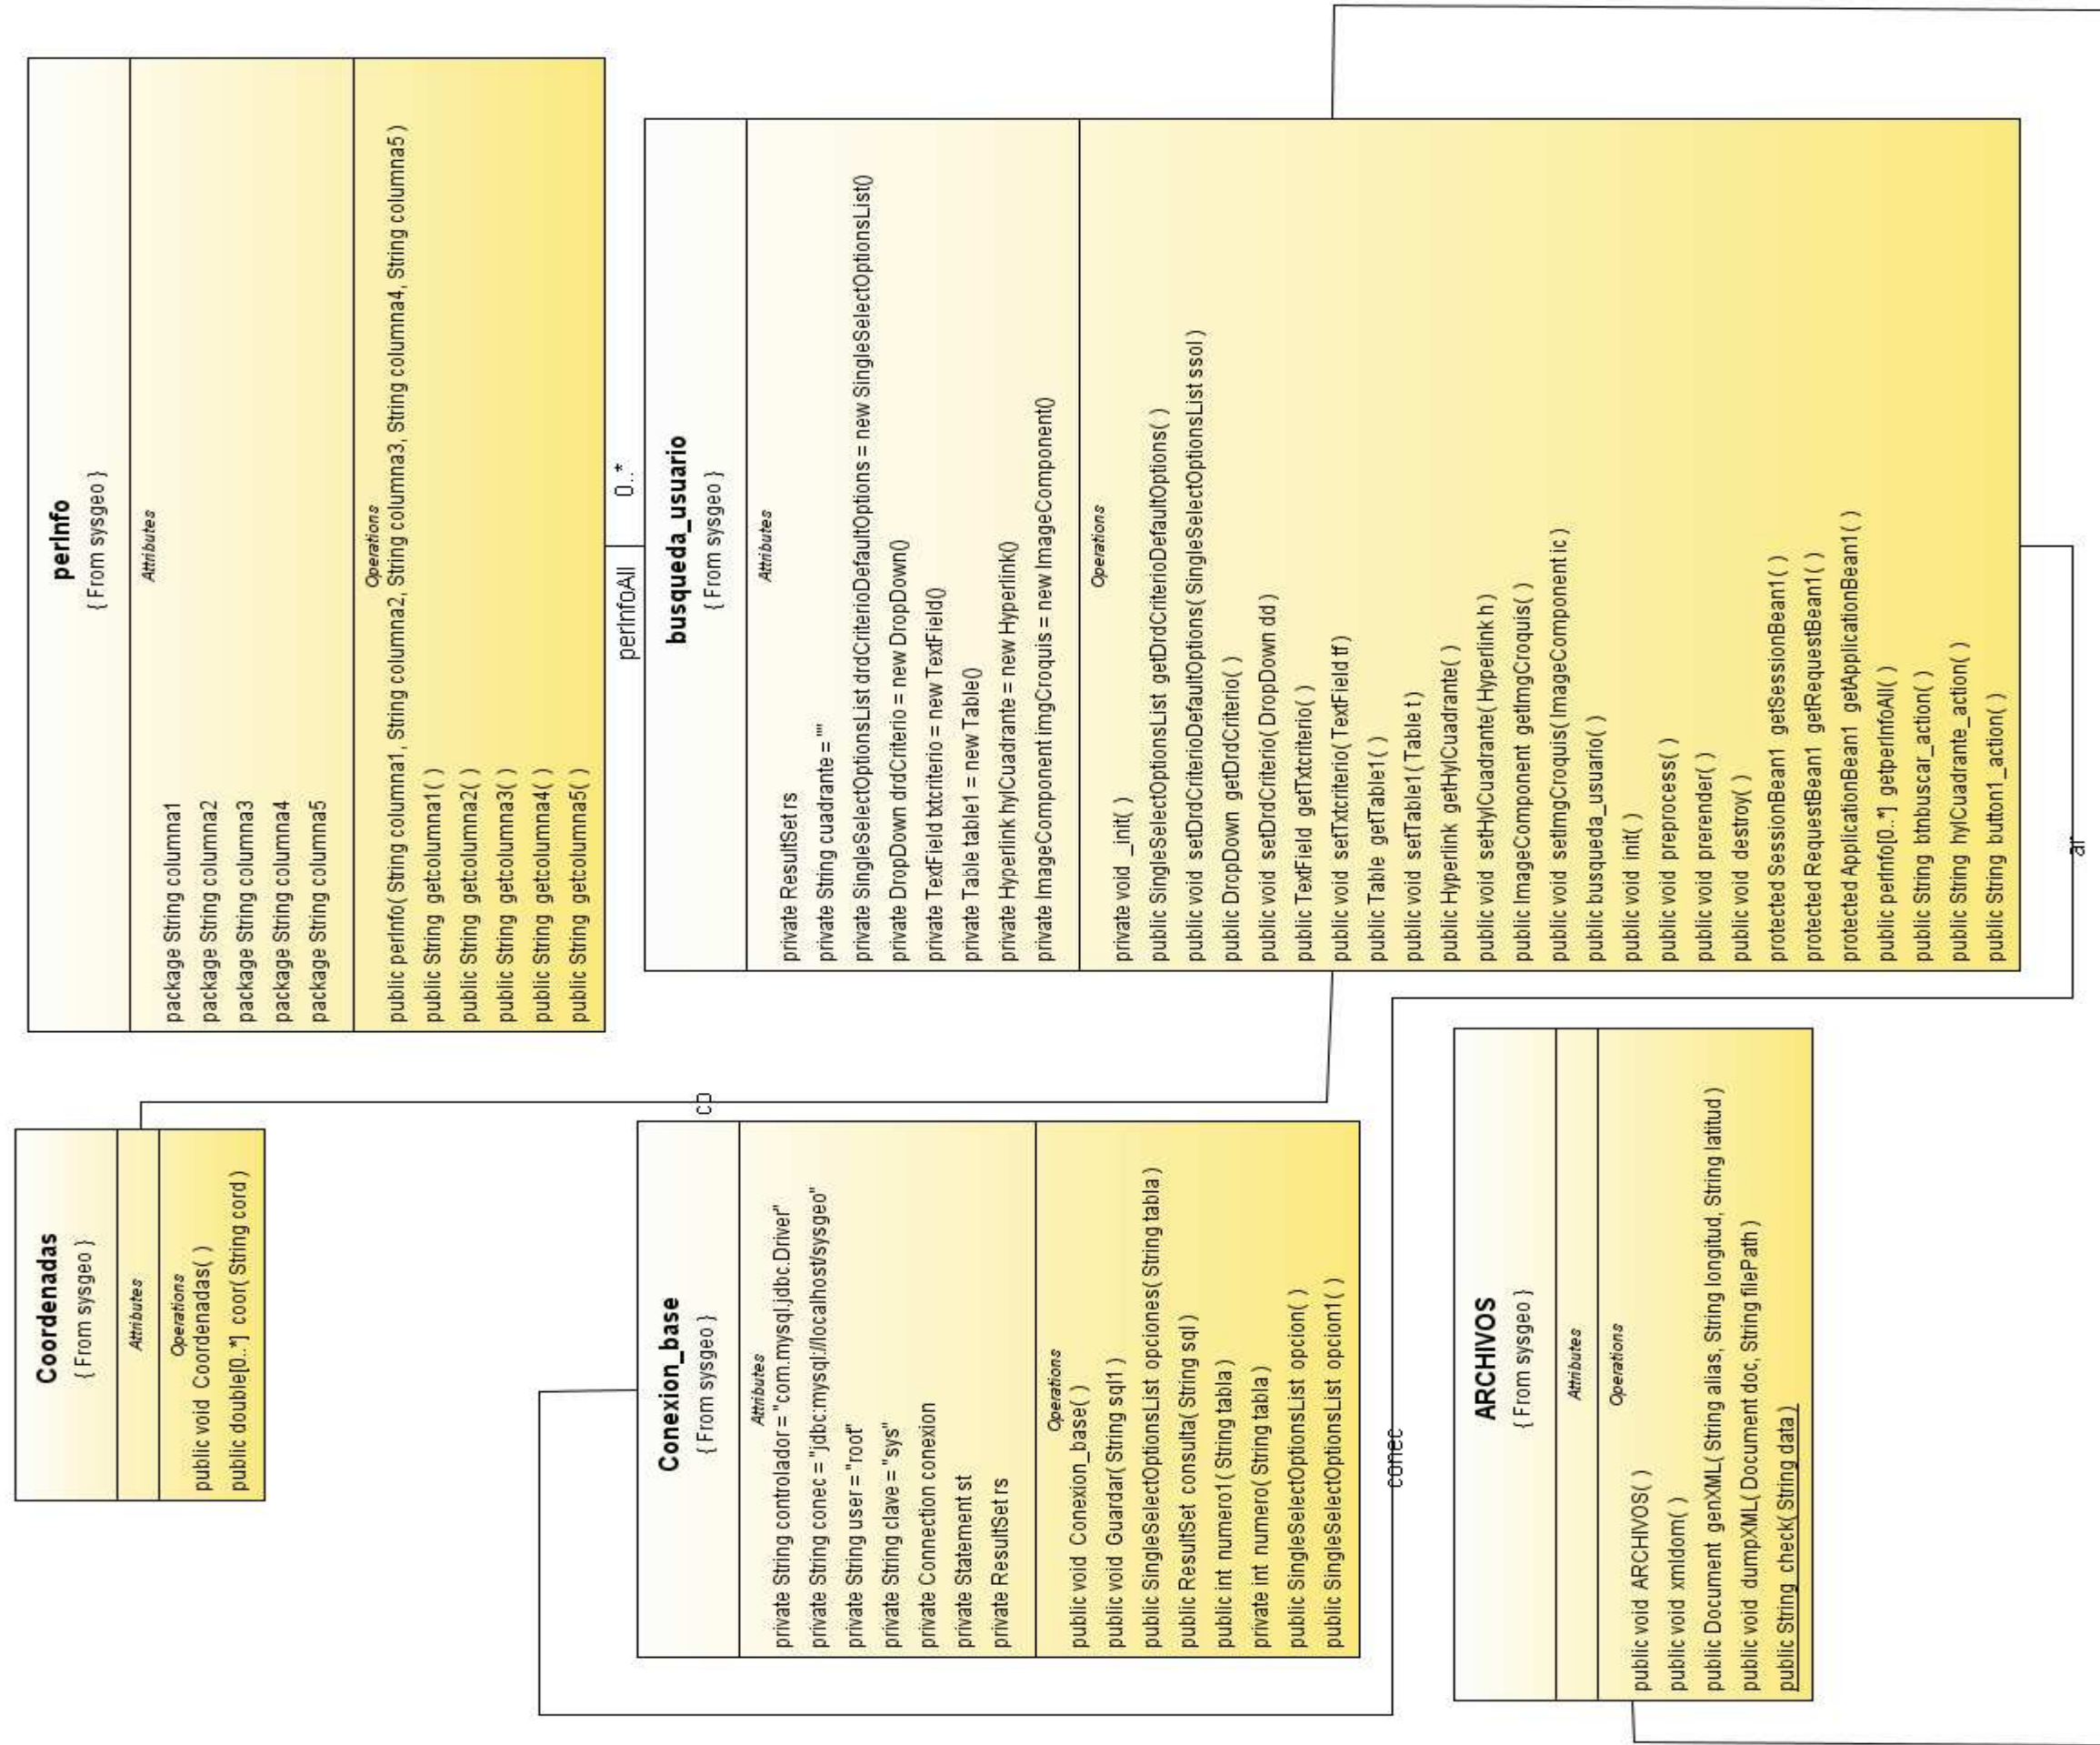 Coordenadas
{ From sysgeo }
Attributes
Operations
public void Coordenadas( )
public double[0..*] coor( String cord )
perInfo
{ From sysgeo }
Attributes
package String columna1
package String columna2
package String columna3
package String columna4
package String columna5
Operations
public perInfo( String columna1, String columna2, String columna3, String columna4, String columna5 )
public String getcolumna1( )
public String getcolumna2( )
public String getcolumna3( )
public String getcolumna4( )
public String getcolumna5( )
perInfoAll
0..*
co
Conexion_base
{ From sysgeo }
Attributes
private String controlador = "com.mysql.jdbc.Driver"
private String conec = "jdbc:mysql://localhost/sysgeo"
private String user = "root"
private String clave = "sys"
private Connection conexion
private Statement st
private ResultSet rs
Operations
public void Conexion_base( )
public void Guardar( String sql1 )
public SingleSelectOptionsList opciones( String tabla )
public ResultSet consulta( String sql )
public int numero1( String tabla )
private int numero( String tabla )
public SingleSelectOptionsList opcion( )
public SingleSelectOptionsList opcion1( )
conec
busqueda_usuario
{ From sysgeo }
Attributes
private ResultSet rs
private String cuadrante = ""
private SingleSelectOptionsList drdCriterioDefaultOptions = new SingleSelectOptionsList()
private DropDown drdCriterio = new DropDown()
private TextField txtcriterio = new TextField()
private Table table1 = new Table()
private Hyperlink hylCuadrante = new Hyperlink()
private ImageComponent imgCroquis = new ImageComponent()
Operations
private void _init( )
public SingleSelectOptionsList getDrdCriterioDefaultOptions( )
public void setDrdCriterioDefaultOptions( SingleSelectOptionsList ssol )
public DropDown getDrdCriterio( )
public void setDrdCriterio( DropDown dd )
public TextField getTxtcriterio( )
public void setTxtcriterio( TextField tf )
public Table getTable1( )
public void setTable1( Table t )
public Hyperlink getHylCuadrante( )
public void setHylCuadrante( Hyperlink h )
public ImageComponent getImgCroquis( )
public void setImgCroquis( ImageComponent ic )
public busqueda_usuario( )
public void init( )
public void preprocess( )
public void prerender( )
public void destroy( )
protected SessionBean1 getSessionBean1( )
protected RequestBean1 getRequestBean1( )
protected ApplicationBean1 getApplicationBean1( )
public perInfo[0..*] getperInfoAll( )
public String btnbuscar_action( )
public String hylCuadrante_action( )
public String button1_action( )
ar
ARCHIVOS
{ From sysgeo }
Attributes
Operations
public void ARCHIVOS( )
public void xmldom( )
public Document genXML( String alias, String longitud, String latitud )
public void dumpXML( Document doc, String filePath )
public String check( String data )